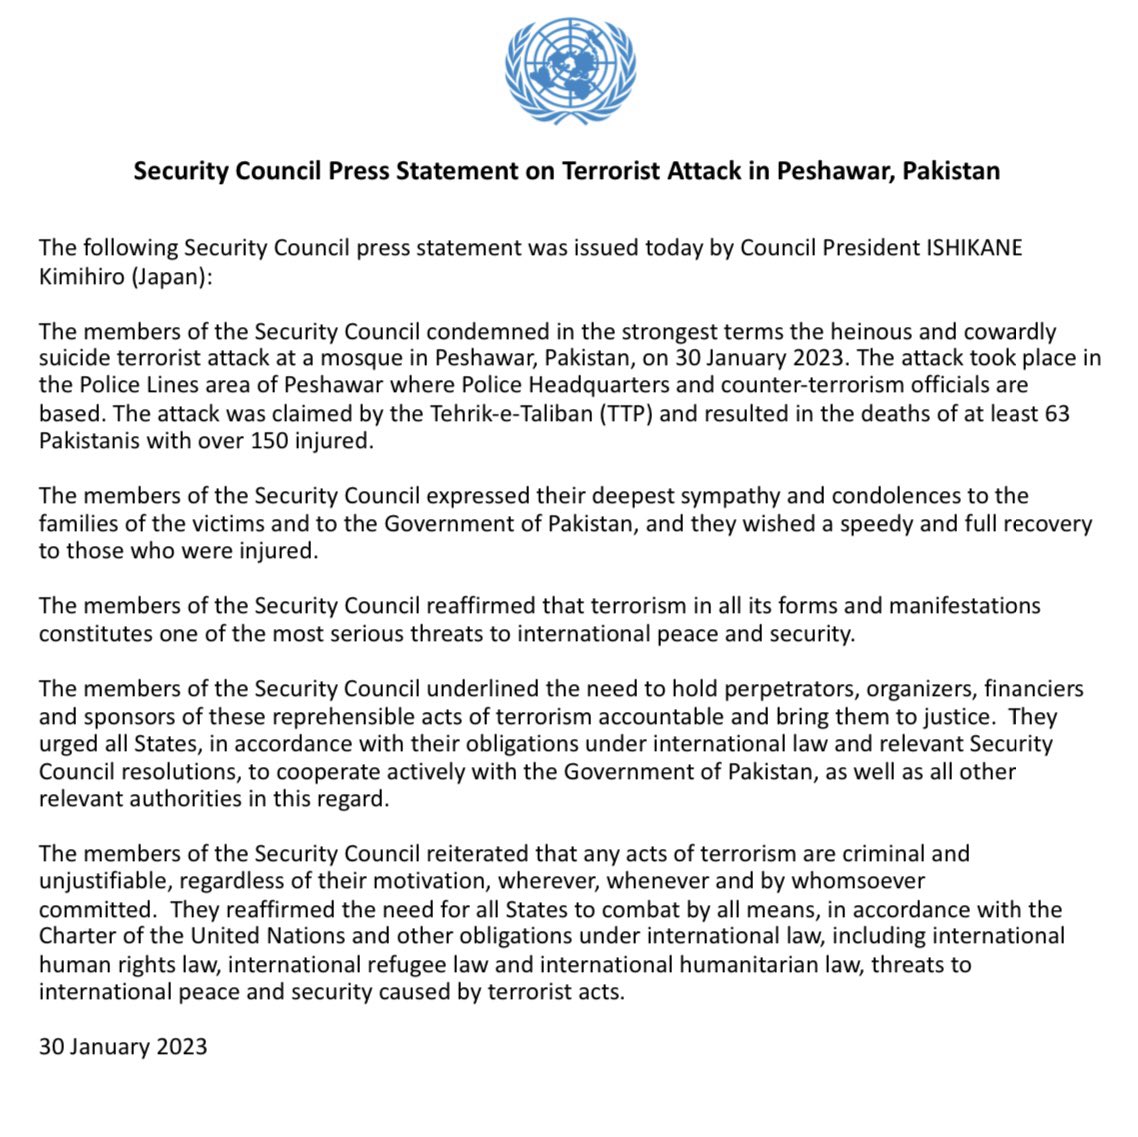 Security Council Press Statement on Terrorist Attack in Peshawar, Pakistan
The following Security Council press statement was issued today by Council President ISHIKANE
Kimihiro (Japan):
The members of the Security Council condemned in the strongest terms the heinous and cowardly
suicide terrorist attack at a mosque in Peshawar, Pakistan, on 30 January 2023. The attack took place in
the Police Lines area of Peshawar where Police Headquarters and counter-terrorism officials are
based. The attack was claimed by the Tehrik-e-Taliban (TTP) and resulted in the deaths of at least 63
Pakistanis with over 150 injured.
The members of the Security Council expressed their deepest sympathy and condolences to the
families of the victims and to the Government of Pakistan, and they wished a speedy and full recovery
to those who were injured.
The members of the Security Council reaffirmed that terrorism in all its forms and manifestations
constitutes one of the most serious threats to international peace and security.
The members of the Security Council underlined the need to hold perpetrators, organizers, financiers
and sponsors of these reprehensible acts of terrorism accountable and bring them to justice.  They
urged all States, in accordance with their obligations under international law and relevant Security
Council resolutions, to cooperate actively with the Government of Pakistan, as well as all other
relevant authorities in this regard.
The members of the Security Council reiterated that any acts of terrorism are criminal and
unjustifiable, regardless of their motivation, wherever, whenever and by whomsoever
committed.  They reaffirmed the need for all States to combat by all means, in accordance with the
Charter of the United Nations and other obligations under international law, including international
human rights law, international refugee law and international humanitarian law, threats to
international peace and security caused by terrorist acts.
30 January 2023